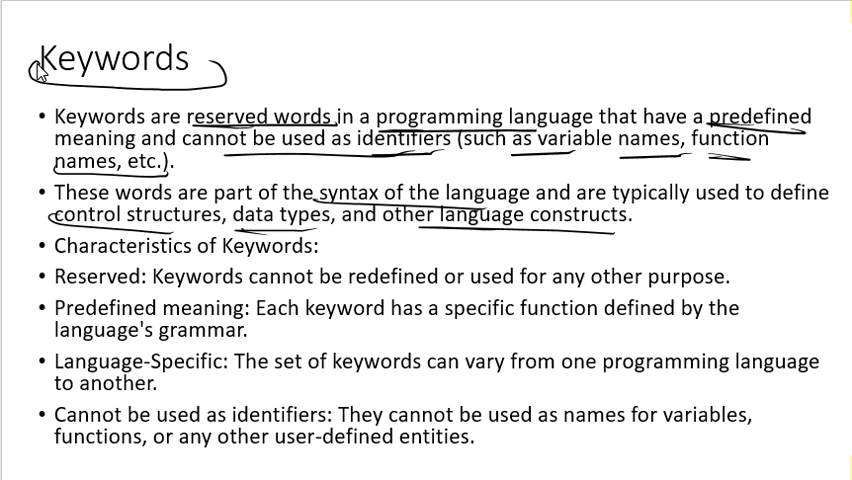 Keywords
• Keywords are reserved words in a programming language that have a predefined
meaning and cannot be used as identifiers (such as variable names, function
names, etc.).
• These words are part of the syntax of the language and are typically used to define
control structures, data types, and other language constructs.
• Characteristics of Keywords:
• Reserved: Keywords cannot be redefined or used for any other purpose.
• Predefined meaning: Each keyword has a specific function defined by the
language's grammar.
• Language-Specific: The set of keywords can vary from one programming language
to another.
• Cannot be used as identifiers: They cannot be used as names for variables,
functions, or any other user-defined entities.